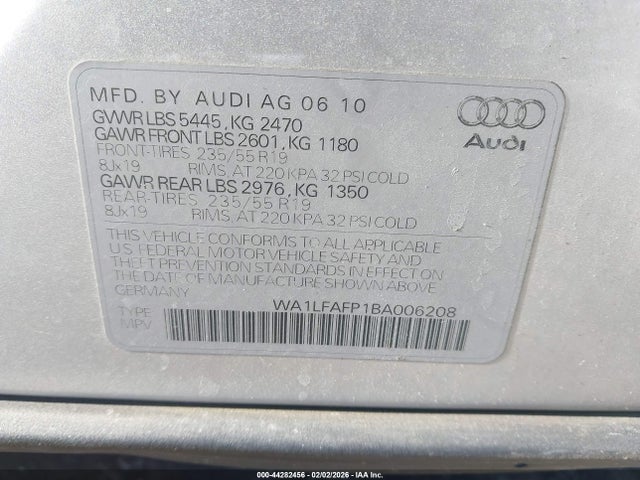 MFD. BY AUDI AG 06 10
GVWR LBS 5445, KG 2470
GAWR FRONT LBS 2601, KG 1180
FRONT-TIRES 235/55 R19
8Jx19 RIMS, AT 220 KPA 32 PSI COLD
GAWR REAR LBS 2976, KG 1350
REAR-TIRES 235/55 R19
8Jx19 RIMS, AT 220 KPA 32 PSI COLD
THIS VEHICLE CONFORMS TO ALL APPLICABLE
U.S. FEDERAL MOTOR VEHICLE SAFETY AND
THEFT PREVENTION STANDARDS IN EFFECT ON
THE DATE OF MANUFACTURE SHOWN ABOVE
GERMANY
WA1LFAFP1BA006208
TYPE
MPV
Audi
000-44282456 - 02/02/2026 - IAA Inc.